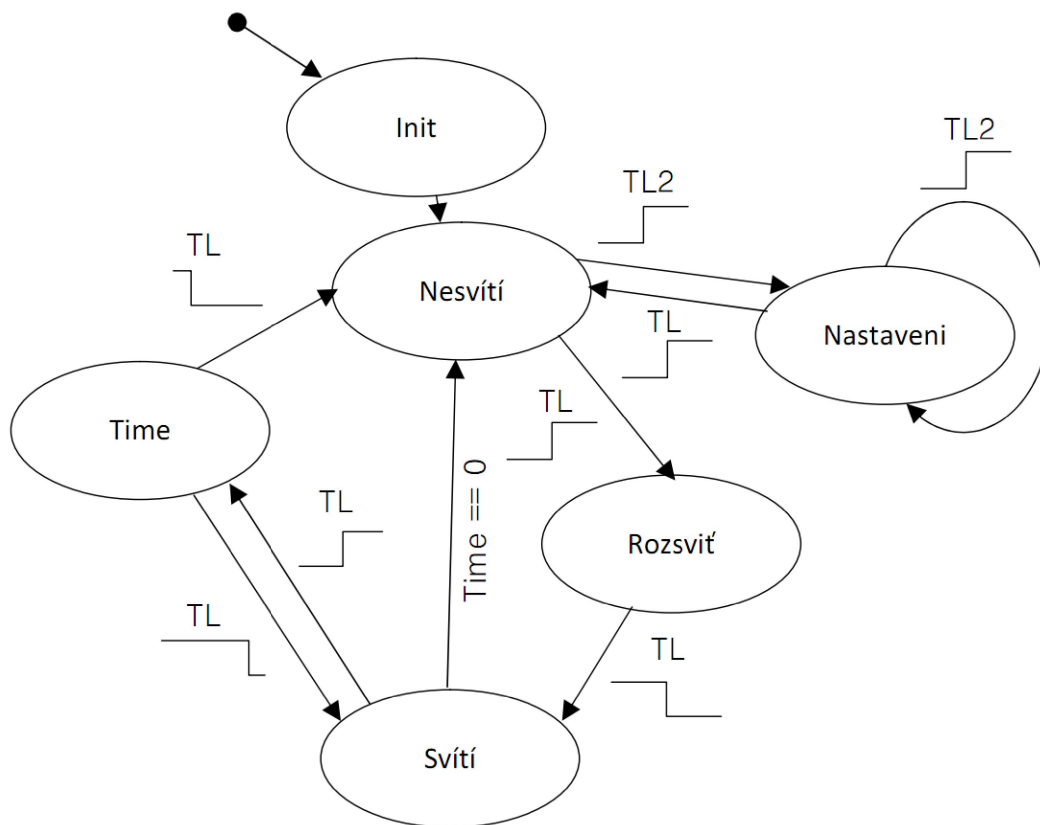 Init
TL2
TL2
TL
Nesvítí
Nastaveni
TL
TL
Time
Time == 0
TL
Rozsviť
TL
TL
Svítí